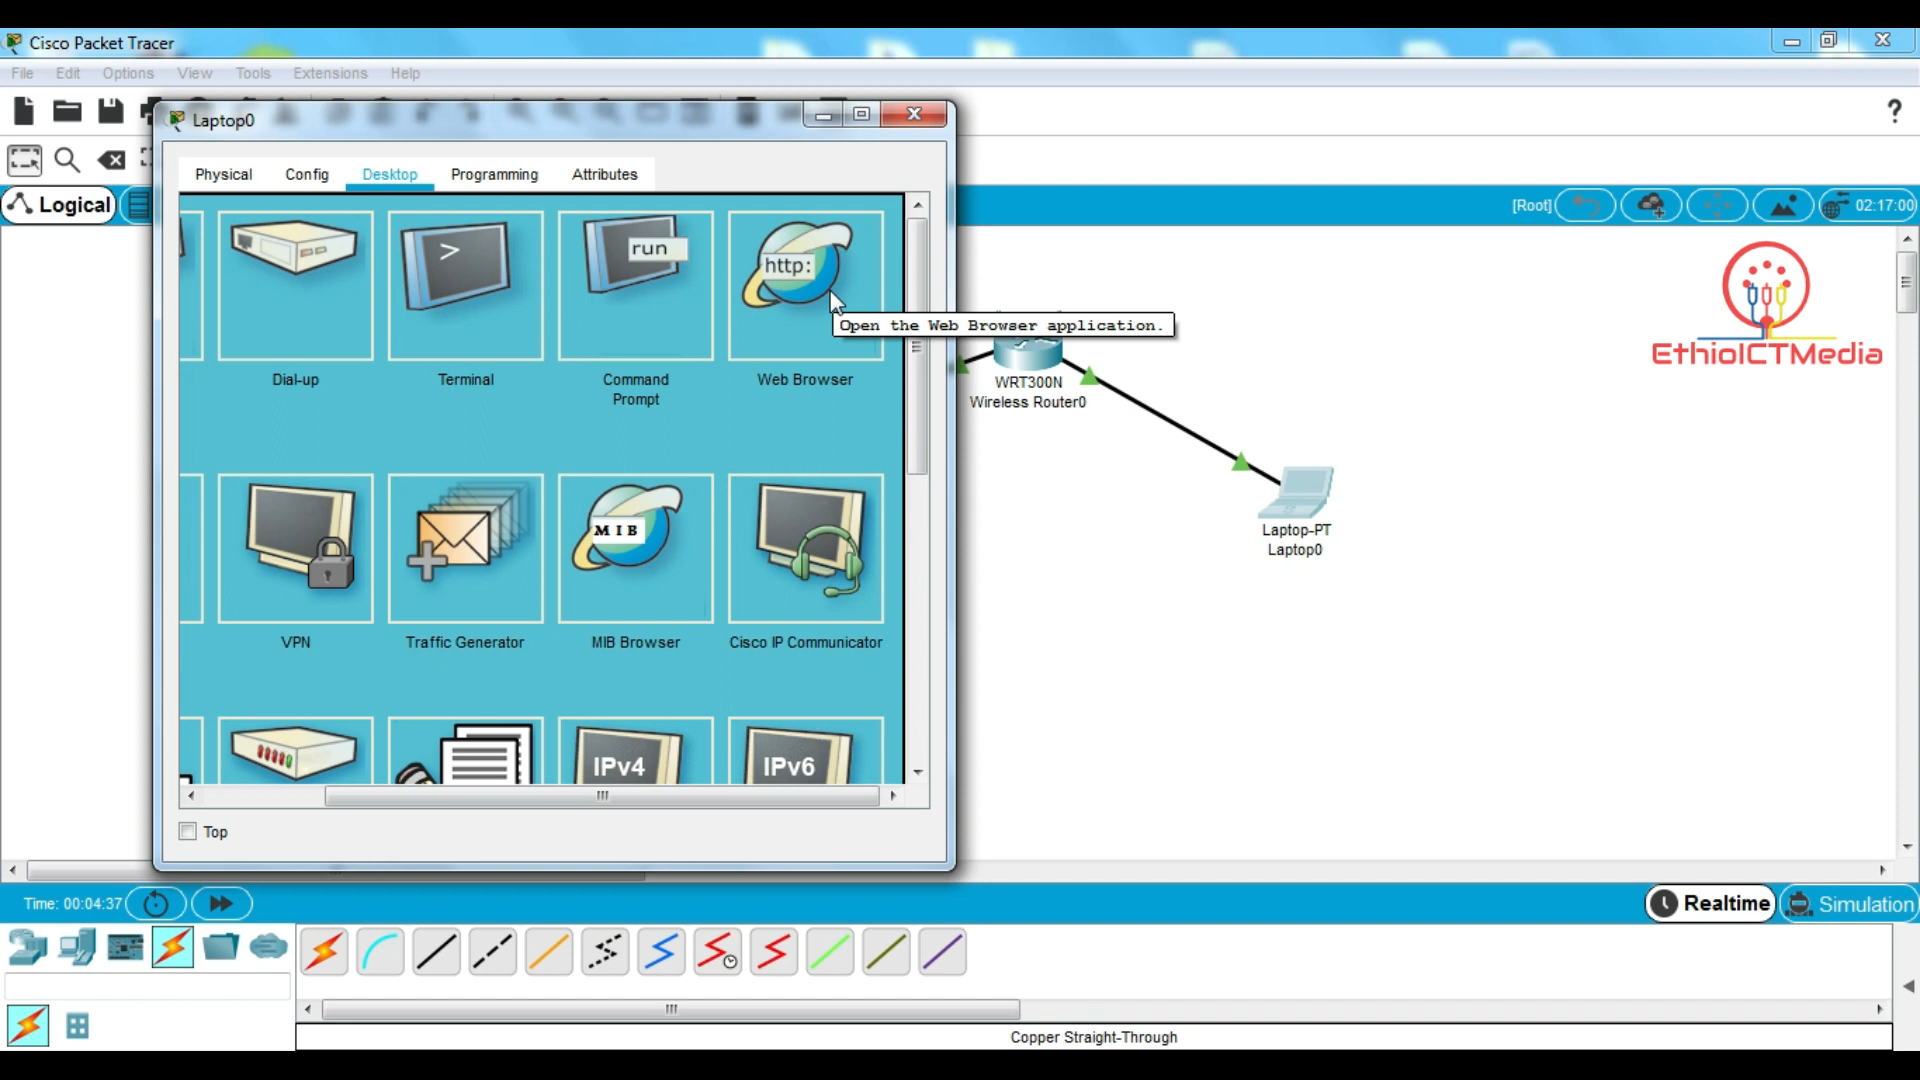 Cisco Packet Tracer
File Edit Options View Tools Extensions Help
?
Laptop0
Physical Config Desktop Programming Attributes
Logical
[Root]
02:17:00
>
run
http:
Open the Web Browser application.
Dial-up
Terminal
Command
Prompt
Web Browser
EthioICTMedia
WRT300N
Wireless Router0
Laptop-PT
Laptop0
MIB
VPN
Traffic Generator
MIB Browser
Cisco IP Communicator
IPv4
IPv6
Top
Time: 00:04:37
Realtime
Simulation
Copper Straight-Through